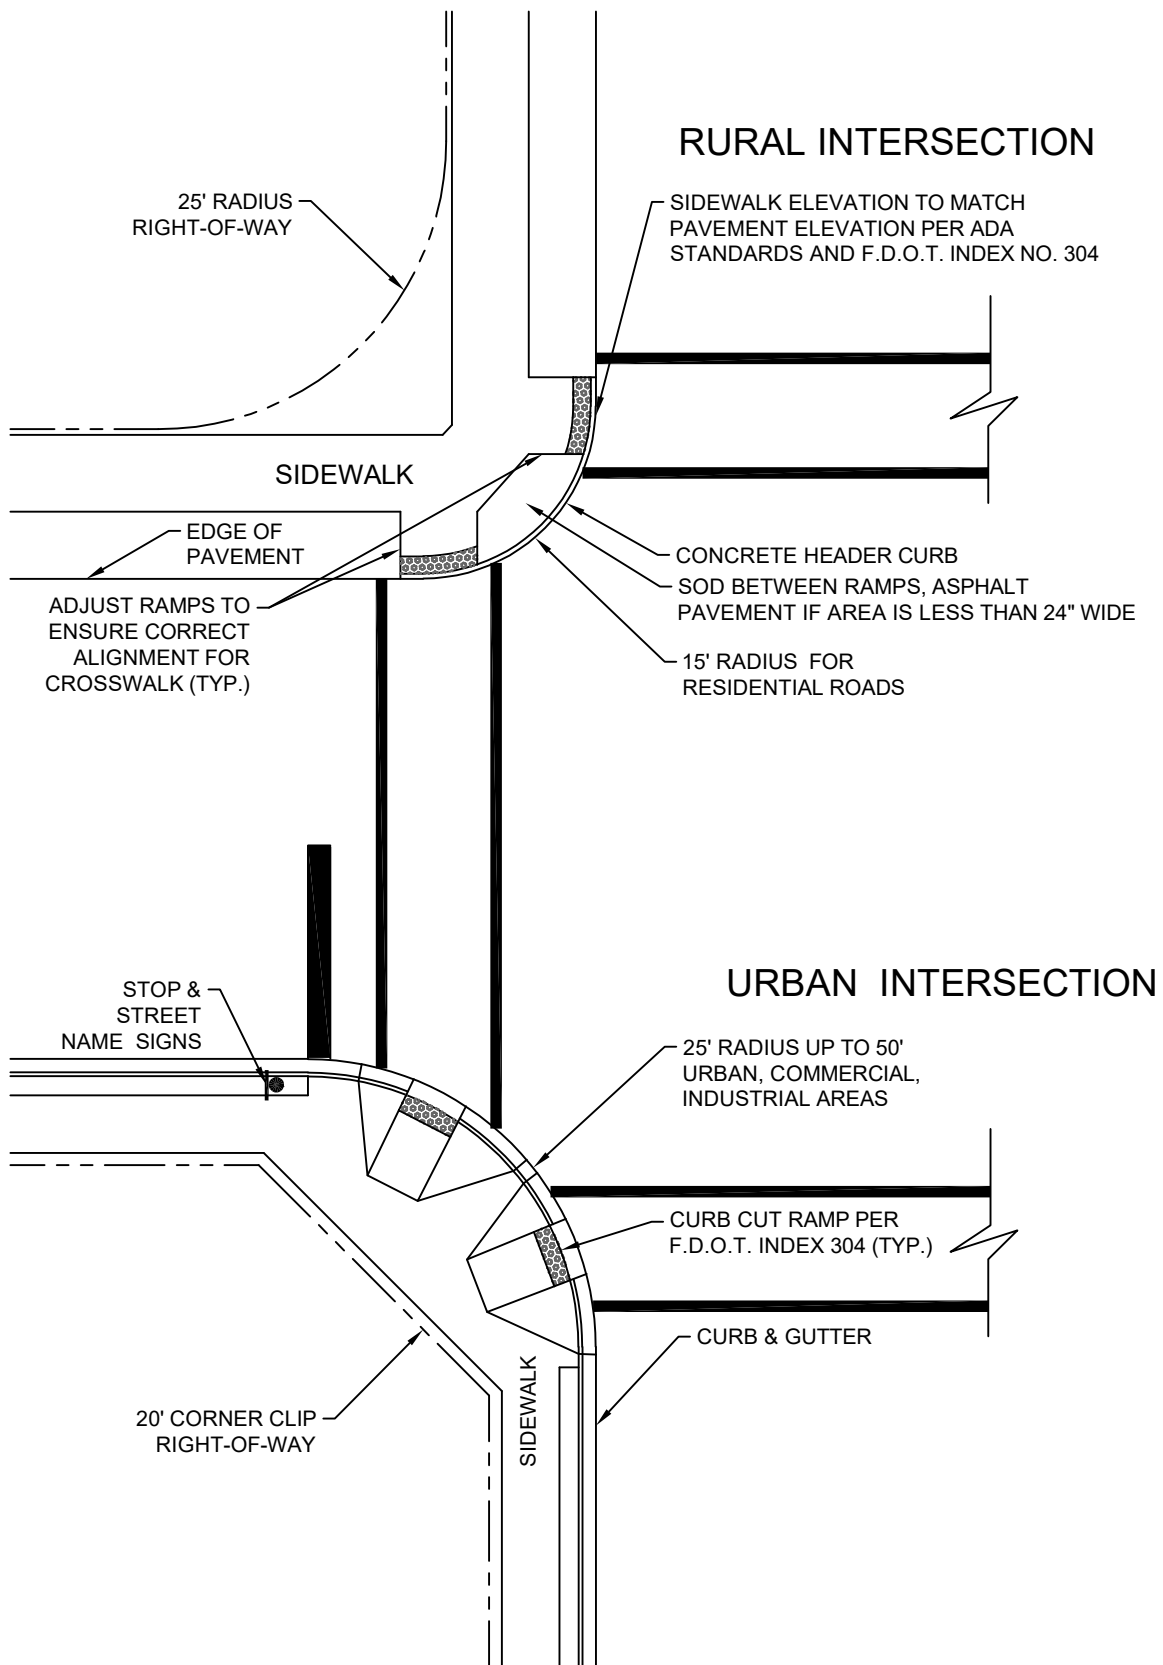 RURAL INTERSECTION
25' RADIUS
RIGHT-OF-WAY
SIDEWALK ELEVATION TO MATCH
PAVEMENT ELEVATION PER ADA
STANDARDS AND F.D.O.T. INDEX NO. 304
SIDEWALK
EDGE OF
PAVEMENT
CONCRETE HEADER CURB
SOD BETWEEN RAMPS, ASPHALT
PAVEMENT IF AREA IS LESS THAN 24" WIDE
ADJUST RAMPS TO
ENSURE CORRECT
ALIGNMENT FOR
CROSSWALK (TYP.)
15' RADIUS FOR
RESIDENTIAL ROADS
URBAN INTERSECTION
STOP &
STREET
NAME SIGNS
25' RADIUS UP TO 50'
URBAN, COMMERCIAL,
INDUSTRIAL AREAS
CURB CUT RAMP PER
F.D.O.T. INDEX 304 (TYP.)
CURB & GUTTER
SIDEWALK
20' CORNER CLIP
RIGHT-OF-WAY